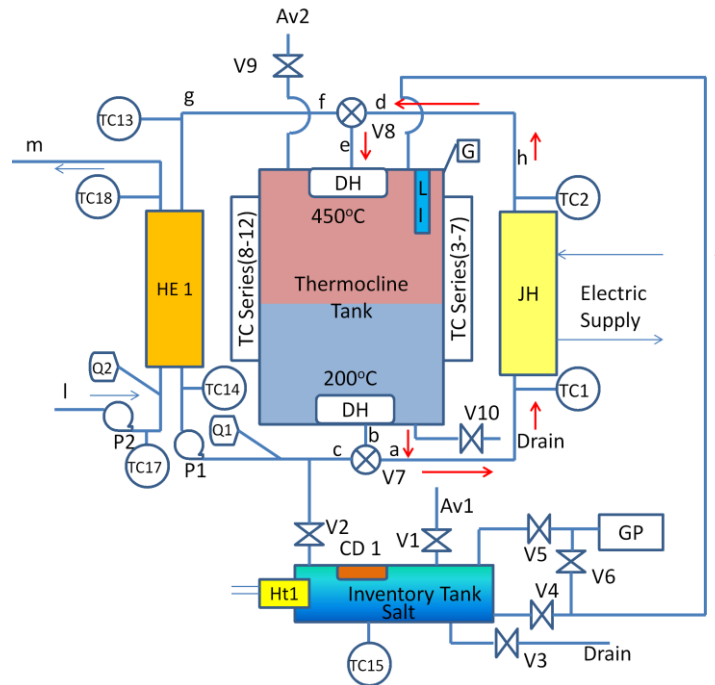 Av2
V9
g
f
d
V8
TC13
e
G
m
h
DH
L
I
TC18
450°C
TC2
TC Series(8-12)
TC Series(3-7)
HE 1
Thermocline
Tank
JH
Electric
Supply
Q2
200°C
l
TC14
TC1
DH
V10
P2
Q1
b
Drain
TC17
P1
c
a
V7
Av1
V2
V1
GP
CD 1
V5
V6
Ht1
Inventory Tank
Salt
V4
V3
Drain
TC15